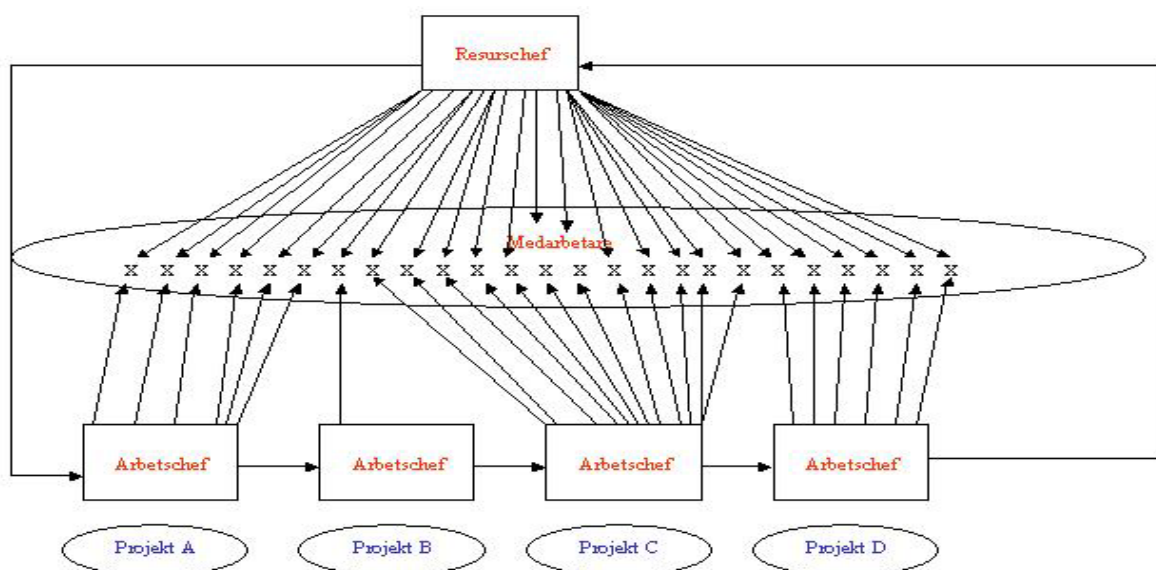 Resurschef
Medarbetare
x x x x x x x x x x x x x x x x x x x x x x x x x
Arbetschef Arbetschef Arbetschef Arbetschef
Projekt A Projekt B Projekt C Projekt D